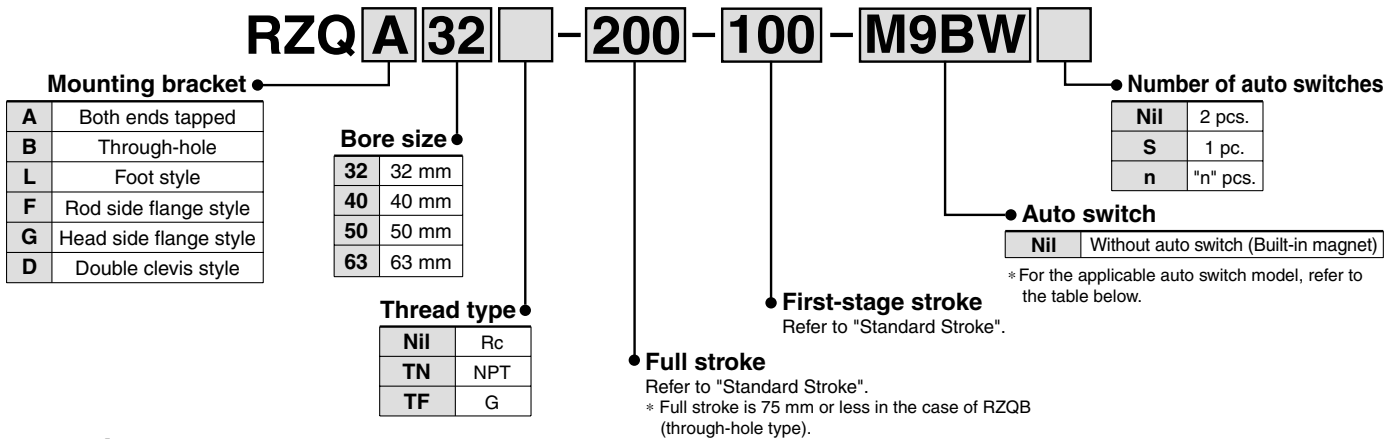 RZQ A 32 - 200 - 100 - M9BW
Mounting bracket
A Both ends tapped
B Through-hole
L Foot style
F Rod side flange style
G Head side flange style
D Double clevis style
Bore size
32 32 mm
40 40 mm
50 50 mm
63 63 mm
Thread type
Nil Rc
TN NPT
TF G
Full stroke
Refer to "Standard Stroke".
* Full stroke is 75 mm or less in the case of RZQB
(through-hole type).
First-stage stroke
Refer to "Standard Stroke".
Auto switch
Nil Without auto switch (Built-in magnet)
* For the applicable auto switch model, refer to
the table below.
Number of auto switches
Nil 2 pcs.
S 1 pc.
n "n" pcs.